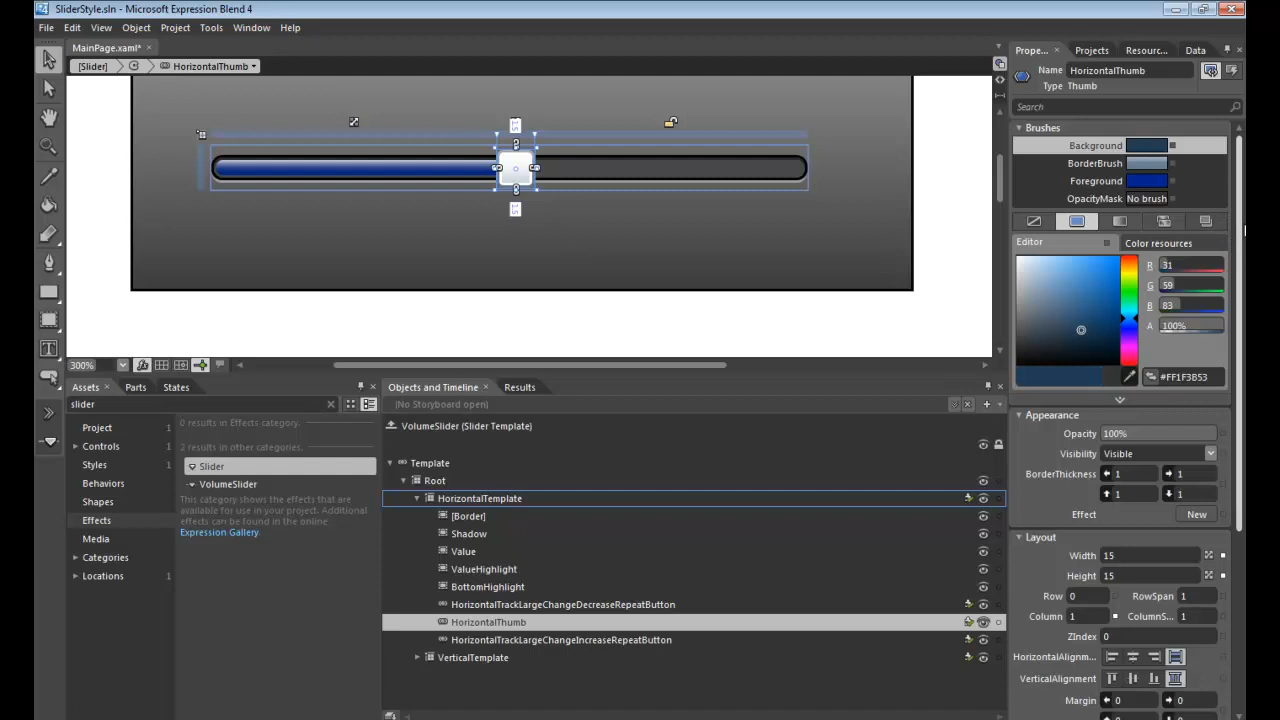 SliderStyle.sln - Microsoft Expression Blend 4
File Edit View Object Project Tools Window Help
MainPage.xaml*
[Slider] HorizontalThumb
15
15
300%
Assets Parts States
slider
Project 1
Controls 1
Styles 1
Behaviors
Shapes
Effects
Media
Categories
Locations 1
0 results in Effects category.
2 results in other categories.
Slider
VolumeSlider
This category shows the effects that are
available for use in your project. Additional
effects can be found in the online
Expression Gallery
Objects and Timeline Results
(No Storyboard open)
VolumeSlider (Slider Template)
Template
Root
HorizontalTemplate
[Border]
Shadow
Value
ValueHighlight
BottomHighlight
HorizontalTrackLargeChangeDecreaseRepeatButton
HorizontalThumb
HorizontalTrackLargeChangeIncreaseRepeatButton
VerticalTemplate
Prope... Projects Resourc... Data
Name HorizontalThumb
Type Thumb
Search
Brushes
Background
BorderBrush
Foreground
OpacityMask No brush
Editor Color resources
R 31
G 59
B 83
A 100%
#FF1F3B53
Appearance
Opacity 100%
Visibility Visible
BorderThickness 1 1
1 1
Effect New
Layout
Width 15
Height 15
Row 0 RowSpan 1
Column 1 ColumnS... 1
ZIndex 0
HorizontalAlignm...
VerticalAlignment
Margin 0 0